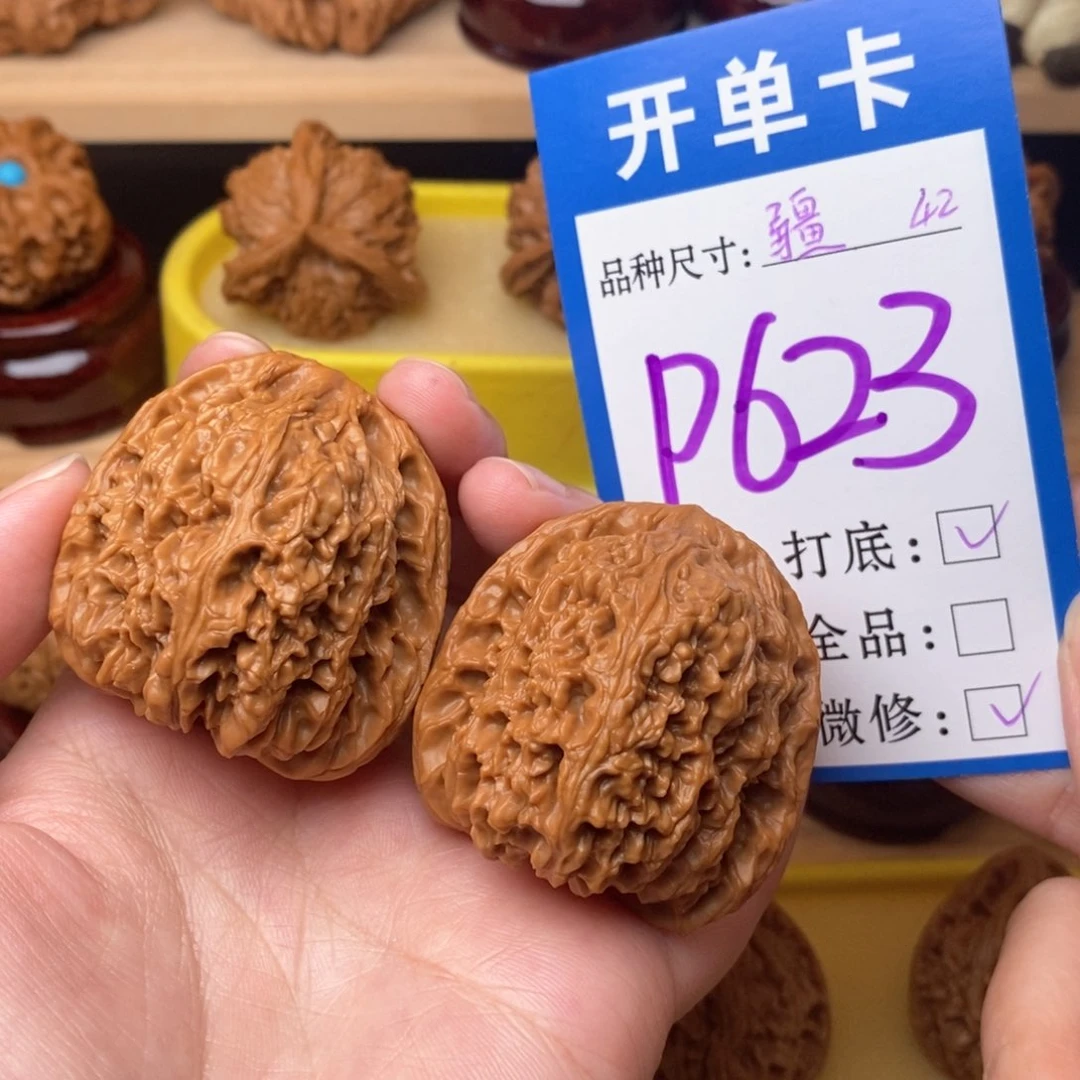 开单卡
品种尺寸: 疆 42
P623
打底: ✓
全品:
微修: ✓